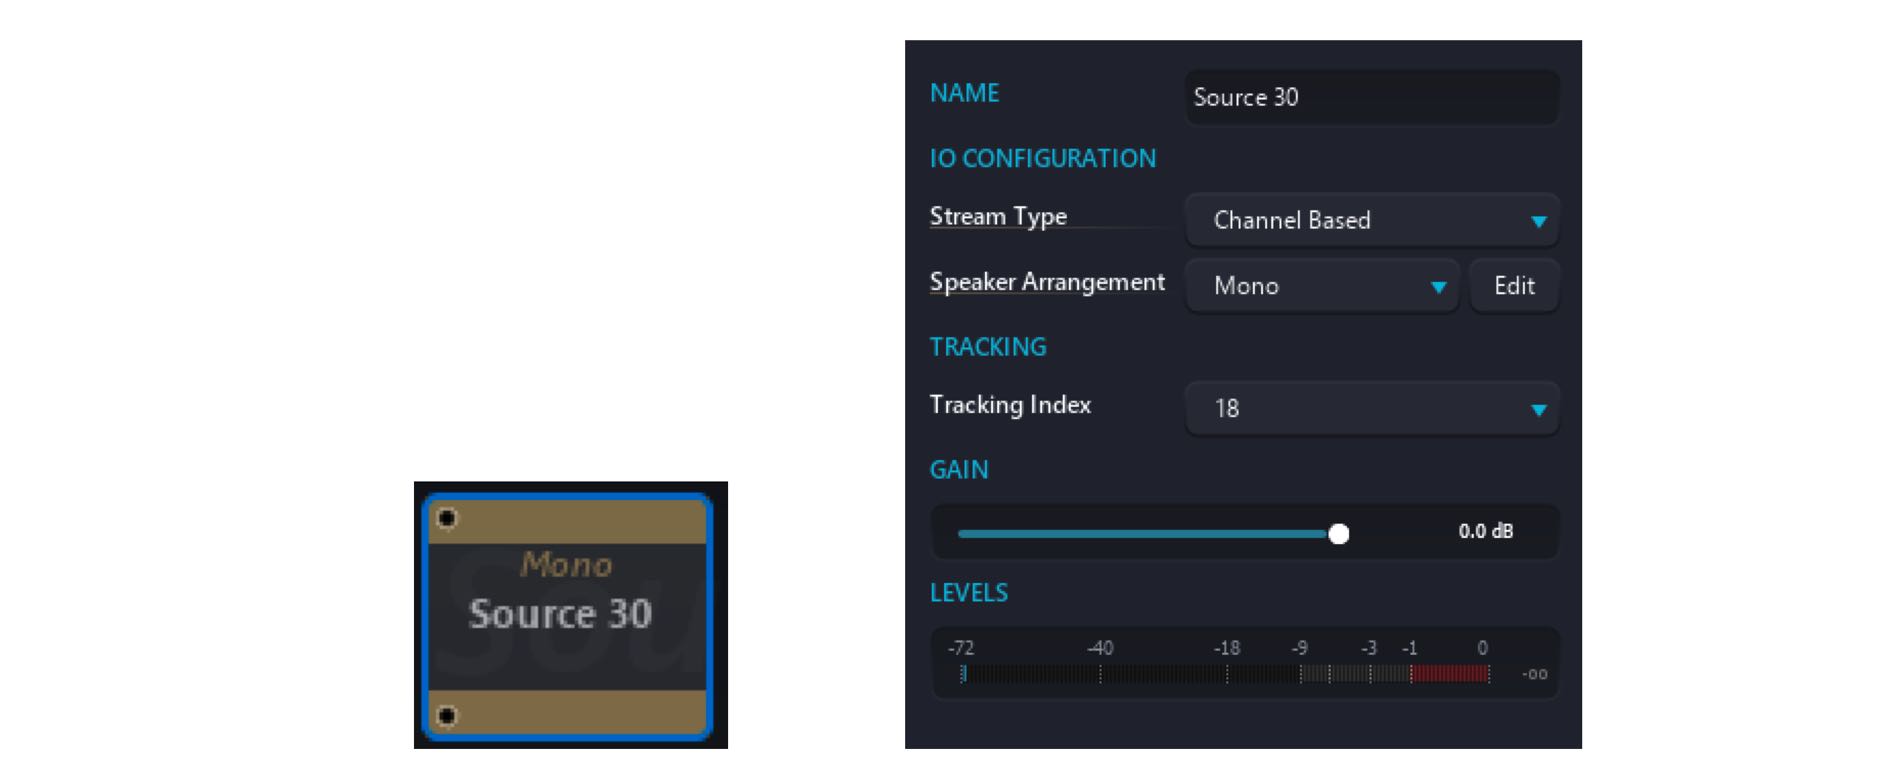 Mono
Source 30
NAME
Source 30
IO CONFIGURATION
Stream Type
Channel Based
Speaker Arrangement
Mono
Edit
TRACKING
Tracking Index
18
GAIN
0.0 dB
LEVELS
-72 -40 -18 -9 -3 -1 0
-oo